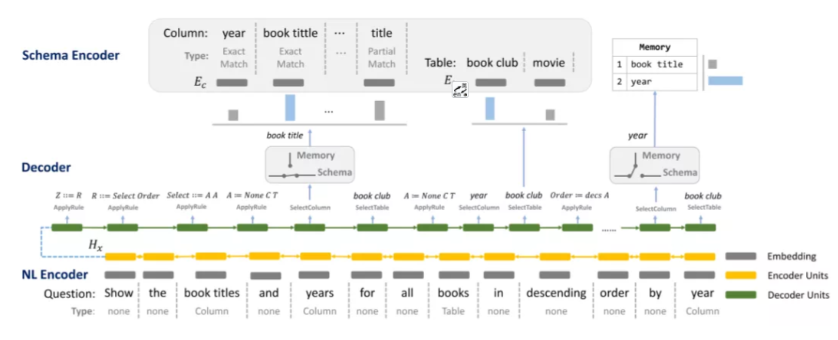 Column: year book tittle ... title
Schema Encoder
Type: Exact Match Exact Match ... Partial Match
Table: book club movie
E_c
E
Memory
1 book title
2 year
...
book title
year
Decoder
Memory
Schema
Memory
Schema
Z ::= R R ::= Select Order Select ::= A A A ::= None C T book club A ::= None C T year book club Order ::= decs A book club
ApplyRule ApplyRule ApplyRule ApplyRule SelectColumn SelectTable ApplyRule SelectColumn SelectTable ApplyRule SelectColumn SelectTable
......
H_x
NL Encoder
Embedding
Encoder Units
Decoder Units
Question: Show the book titles and years for all books in descending order by year
Type: none none Column none Column none none Table none none none none Column